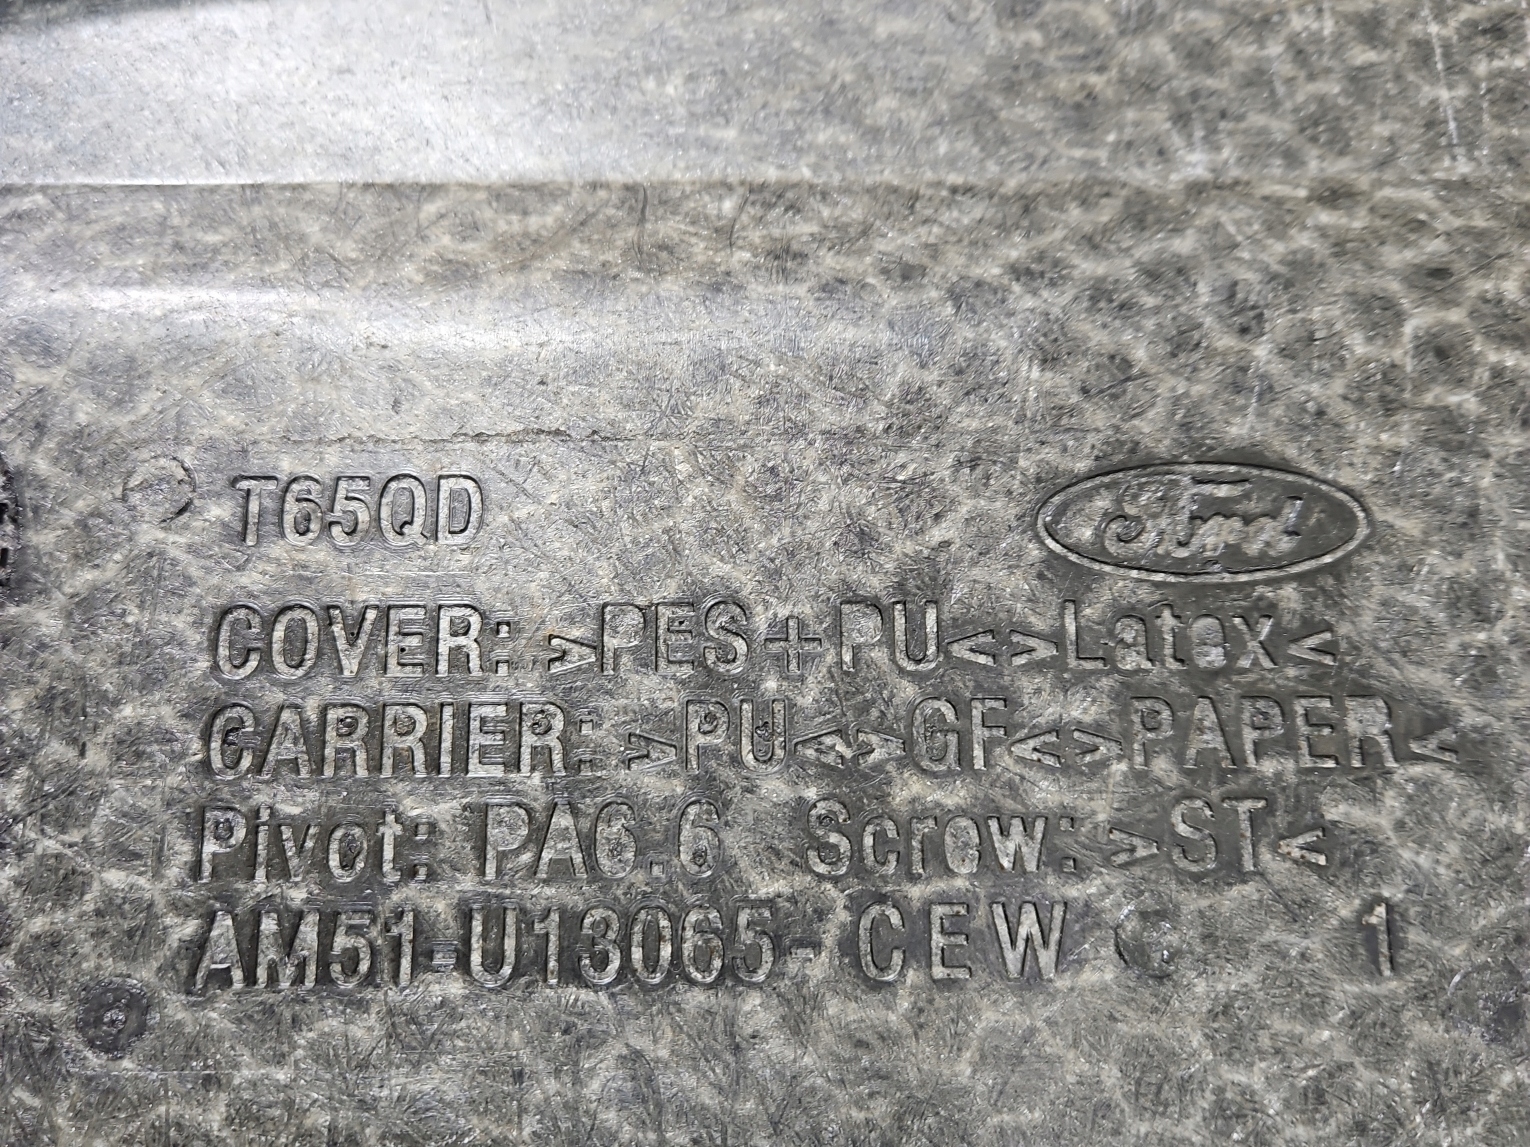 T65QD Ford
COVER: >PES+PU<>Latex<
CARRIER: >PU<>GF<>PAPER<
Pivot: PA6.6 Screw: >ST<
AM51-U13065-CEW 1